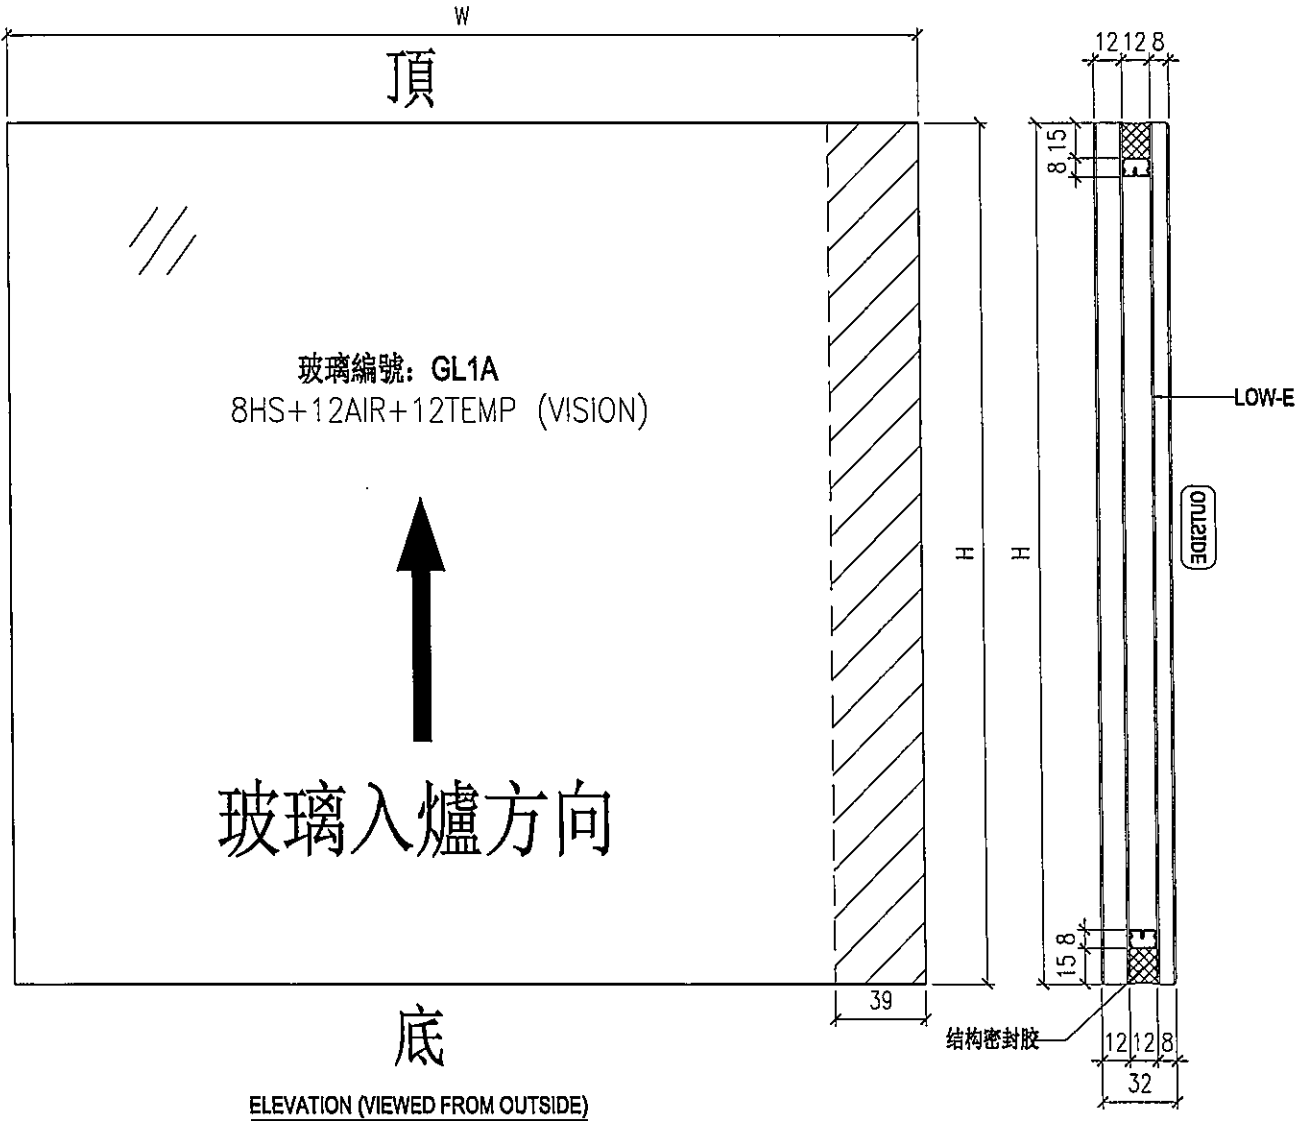 W
頂
玻璃編號: GL1A
8HS+12AIR+12TEMP (VISION)
玻璃入爐方向
底
39
ELEVATION (VIEWED FROM OUTSIDE)
H
H
12 12 8
15
8
LOW-E
OUTSIDE
8
15
结构密封胶
12 12 8
32